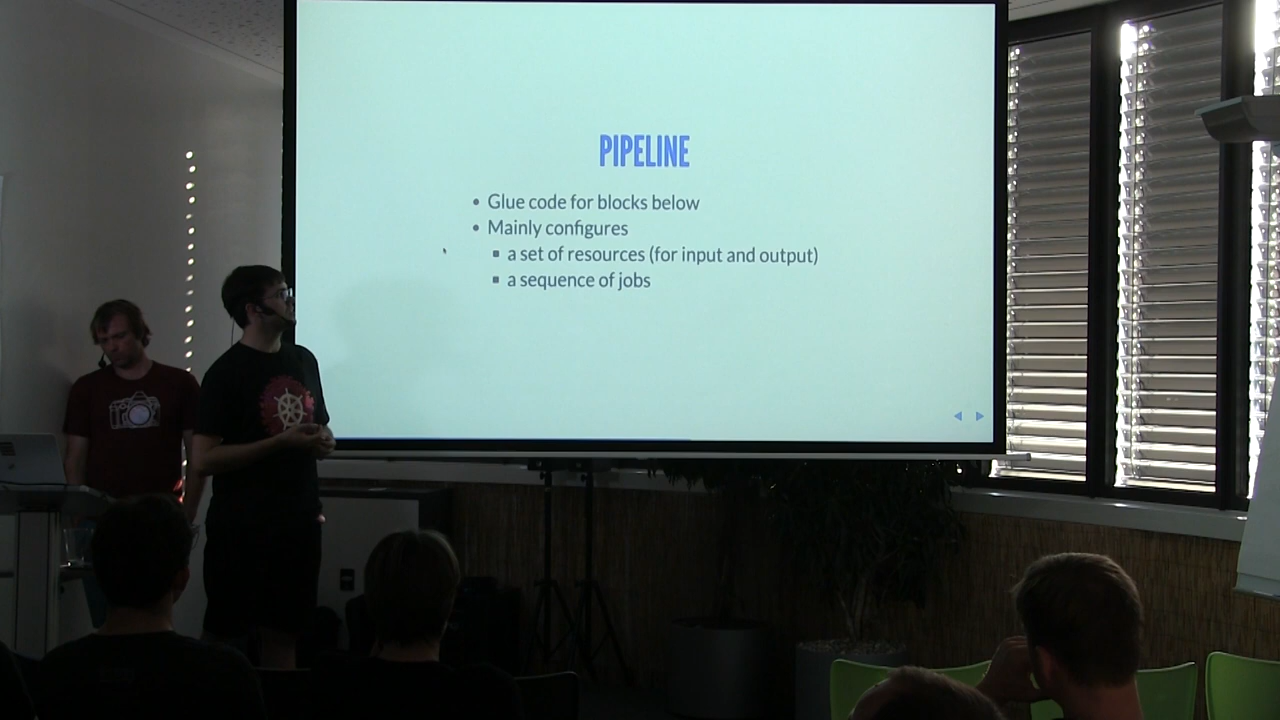 PIPELINE
Glue code for blocks below
Mainly configures
a set of resources (for input and output)
a sequence of jobs